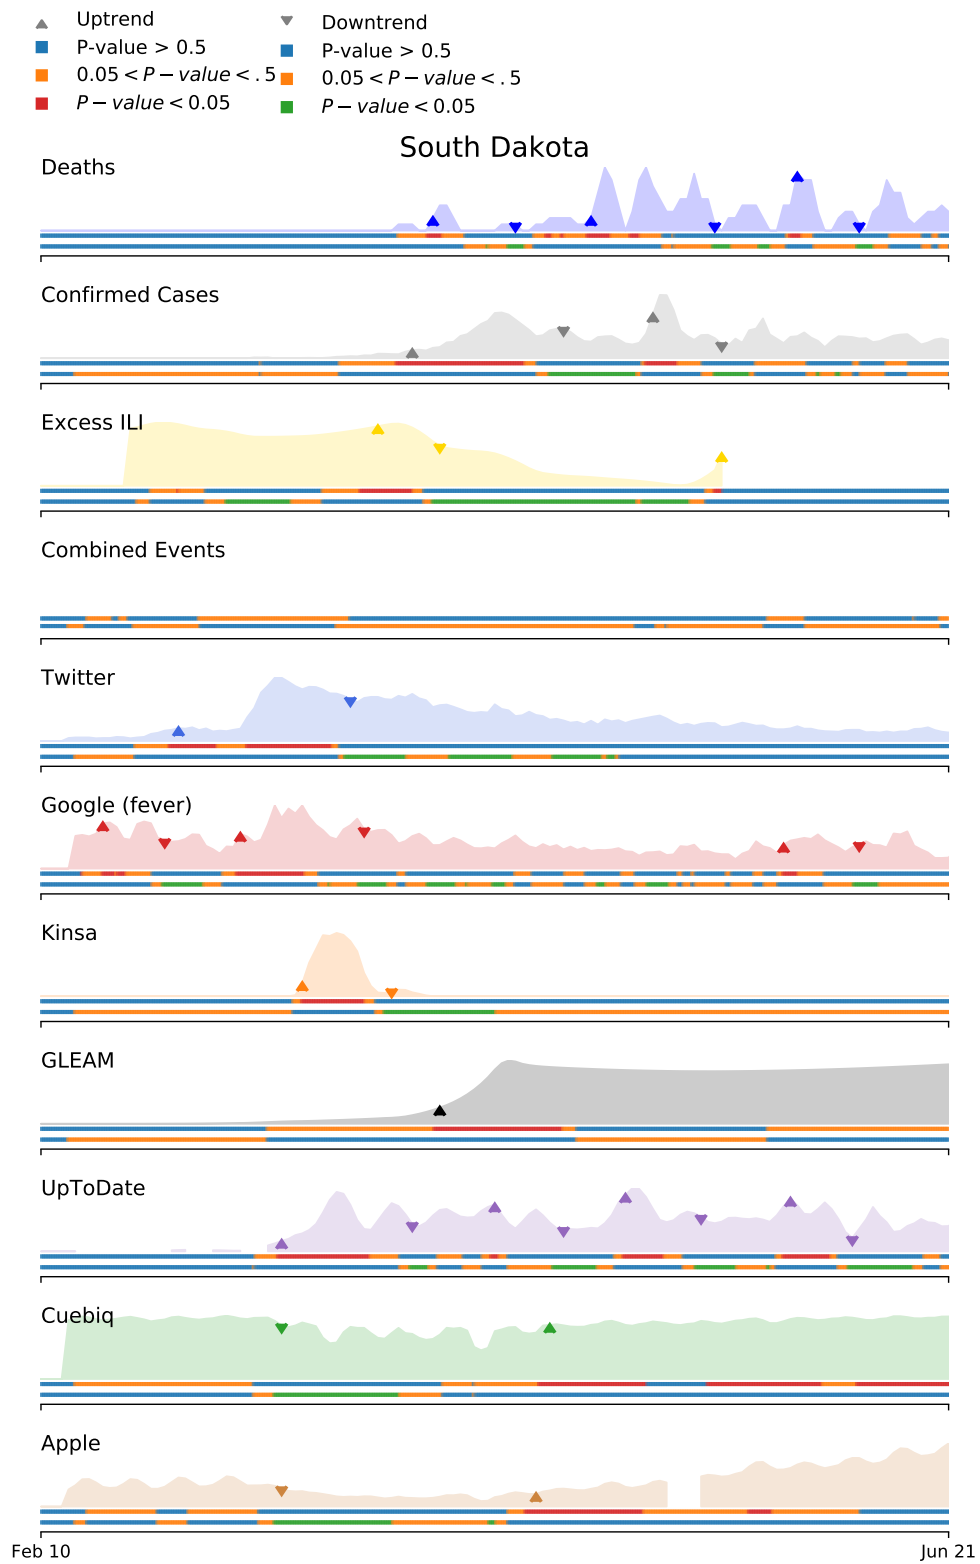 Uptrend
P-value > 0.5
0.05 < P − value < .5
P − value < 0.05
Downtrend
P-value > 0.5
0.05 < P − value < .5
P − value < 0.05
South Dakota
Deaths
Confirmed Cases
Excess ILI
Combined Events
Twitter
Google (fever)
Kinsa
GLEAM
UpToDate
Cuebiq
Apple
Feb 10
Jun 21